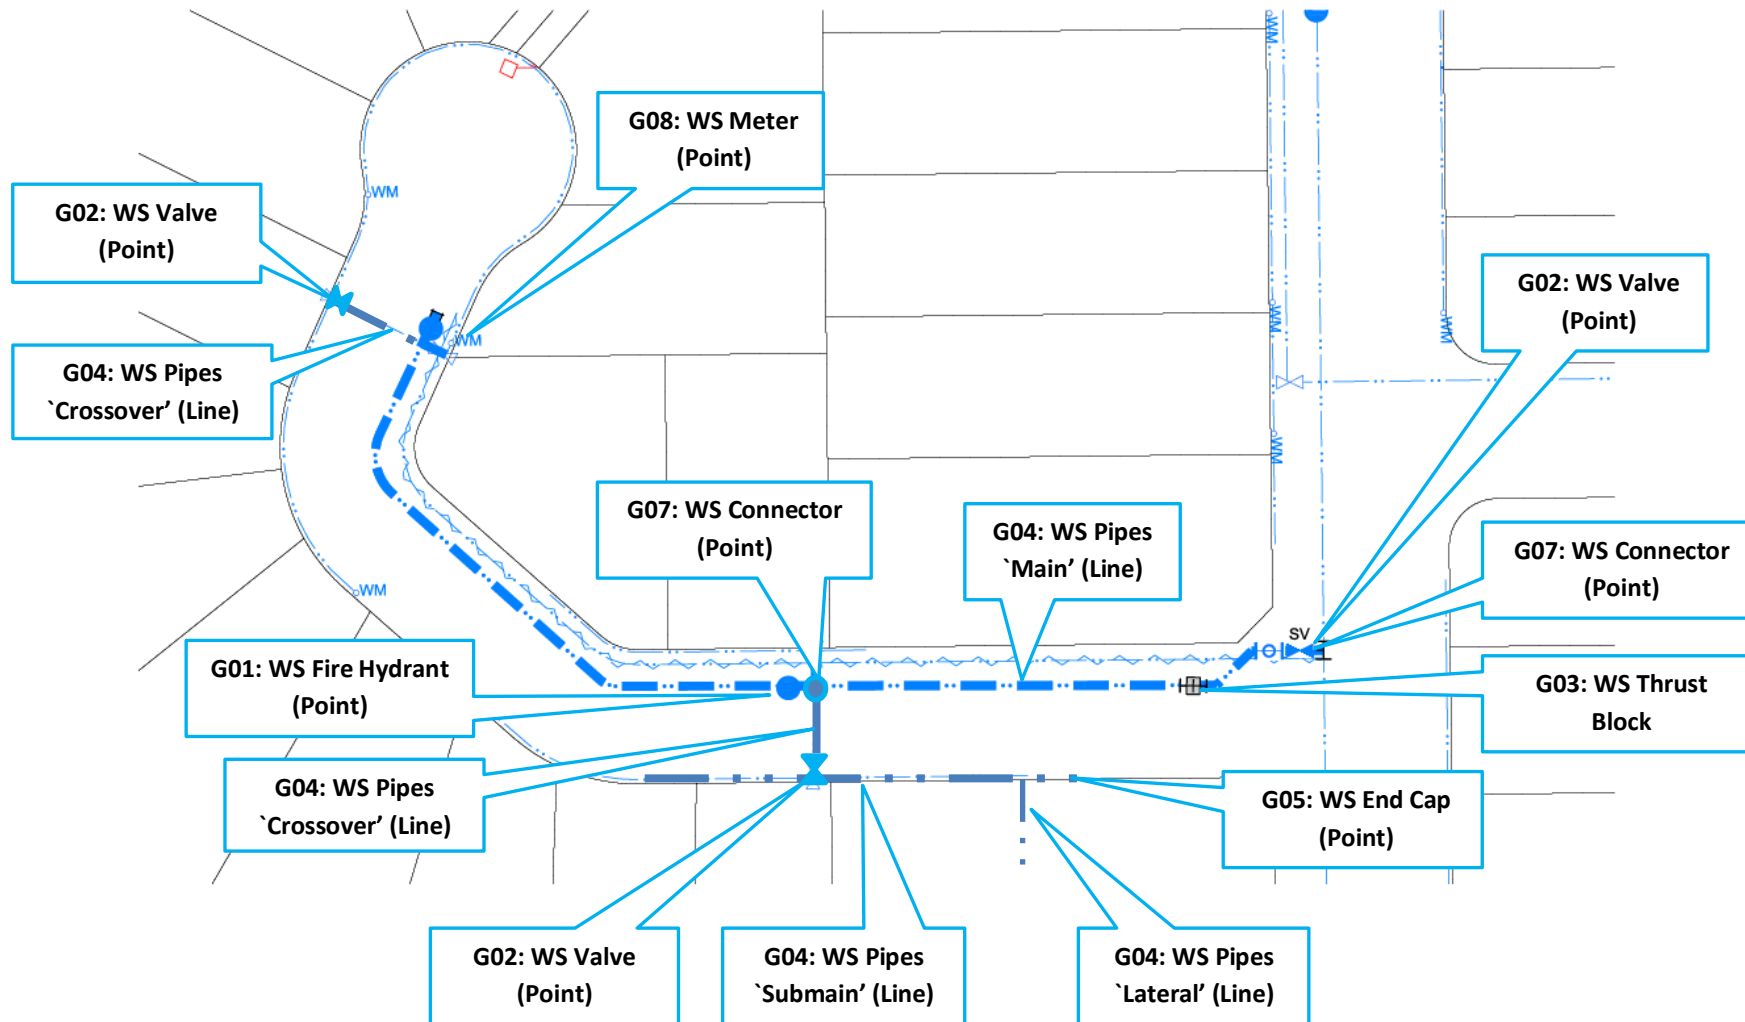 G08: WS Meter
(Point)
WM
WM
G02: WS Valve
(Point)
WM
G02: WS Valve
(Point)
WM
WM
WM
G04: WS Pipes
`Crossover’ (Line)
WM
G07: WS Connector
(Point)
G04: WS Pipes
`Main’ (Line)
G07: WS Connector
(Point)
WM
SV
G01: WS Fire Hydrant
(Point)
G03: WS Thrust
Block
G04: WS Pipes
`Crossover’ (Line)
G05: WS End Cap
(Point)
G02: WS Valve
(Point)
G04: WS Pipes
`Submain’ (Line)
G04: WS Pipes
`Lateral’ (Line)